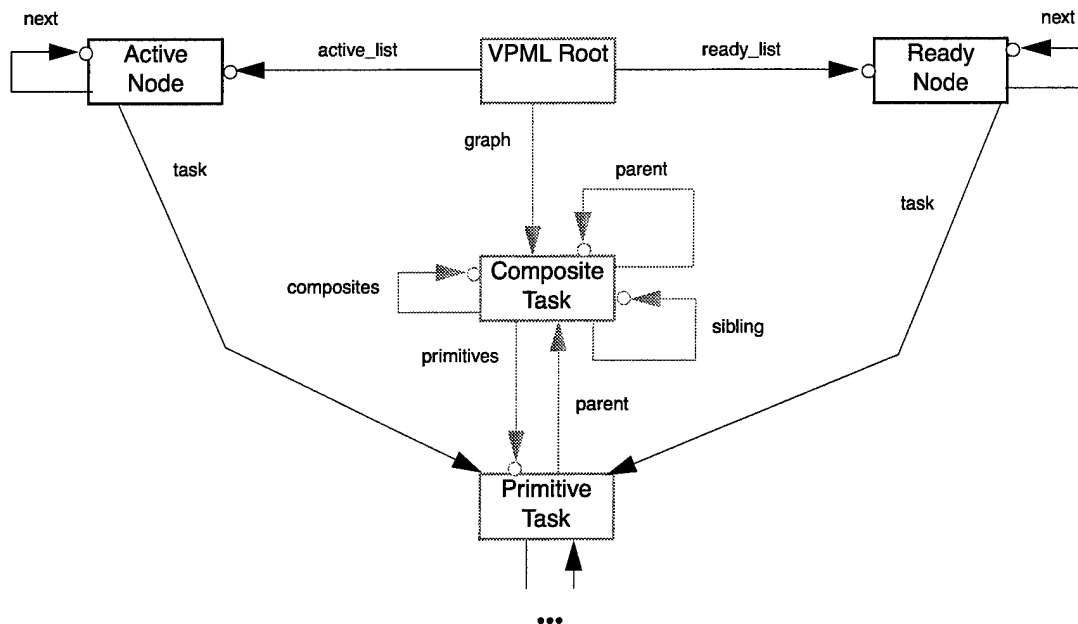 next
next
Active
Node
active_list
VPML Root
ready_list
Ready
Node
graph
task
parent
task
composites
Composite
Task
sibling
primitives
parent
Primitive
Task
...